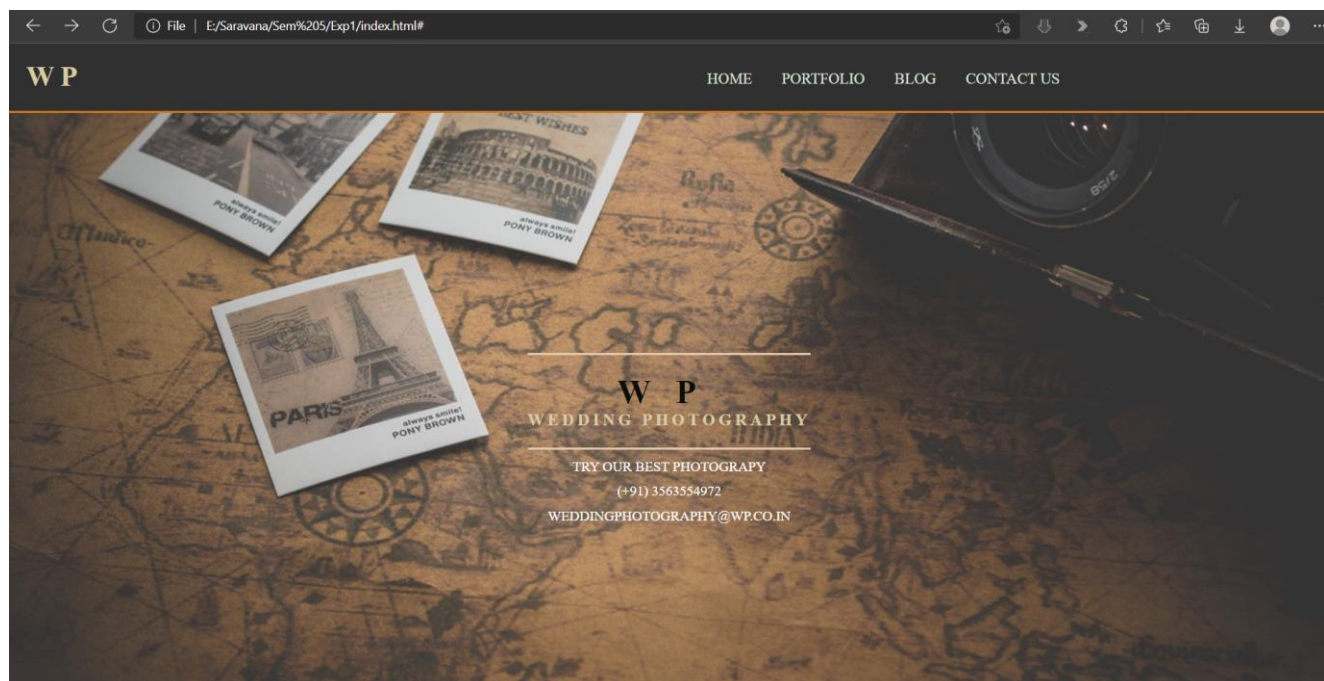 File | E:/Saravana/Sem%205/Exp1/index.html#
W P
HOME PORTFOLIO BLOG CONTACT US
BEST WISHES
always smile!
PONY BROWN
always smile!
PONY BROWN
2/58
PARIS
always smile!
PONY BROWN
W P
WEDDING PHOTOGRAPHY
TRY OUR BEST PHOTOGRAPY
(+91) 3563554972
WEDDINGPHOTOGRAPHY@WP.CO.IN